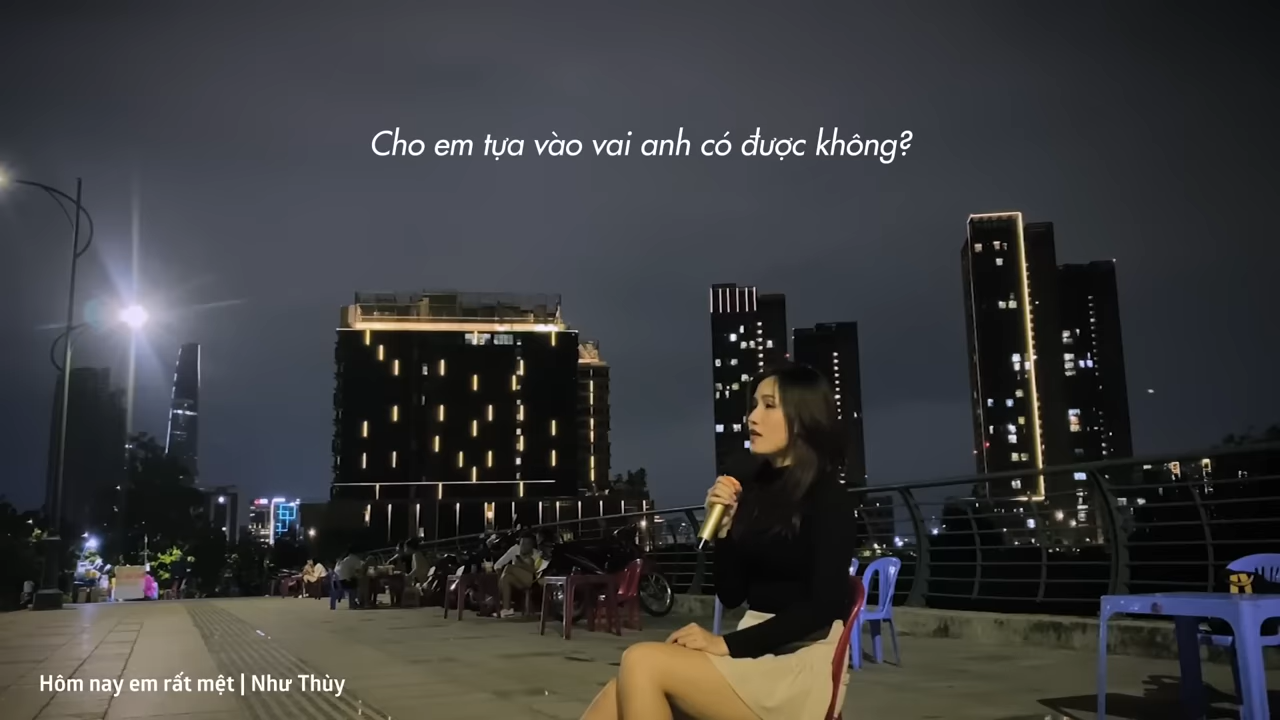 Cho em tựa vào vai anh có được không?
Hôm nay em rất mệt | Như Thùy